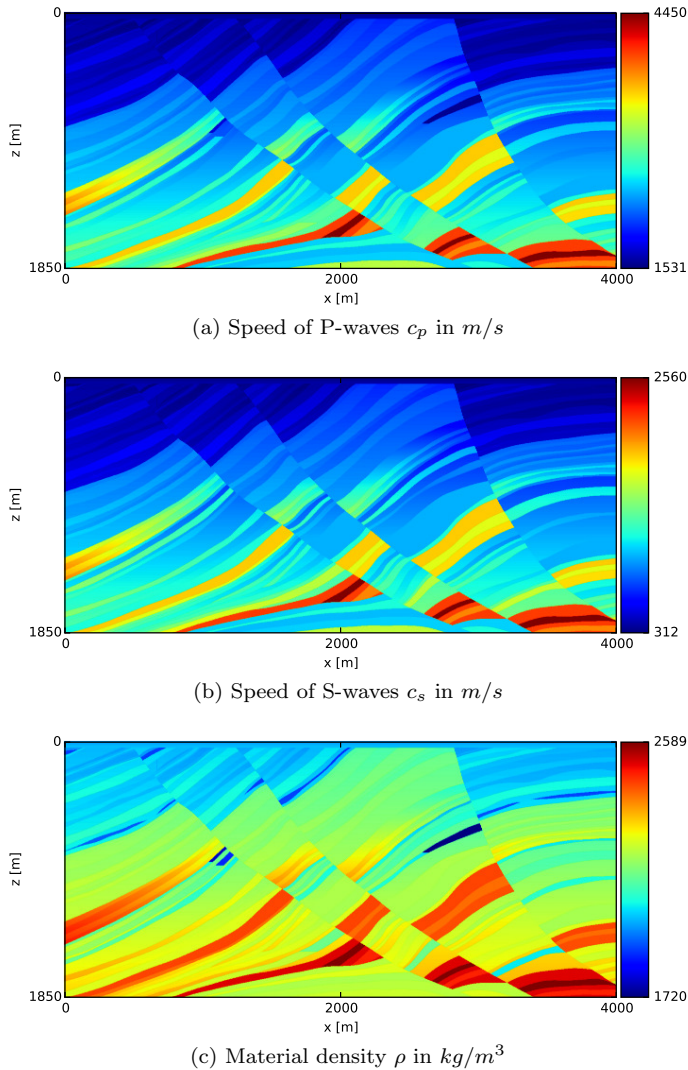 0
4450
z [m]
1850
1531
0
2000
4000
x [m]
(a) Speed of P-waves c_p in m/s
0
2560
z [m]
1850
312
0
2000
4000
x [m]
(b) Speed of S-waves c_s in m/s
0
2589
z [m]
1850
1720
0
2000
4000
x [m]
(c) Material density ρ in kg/m³